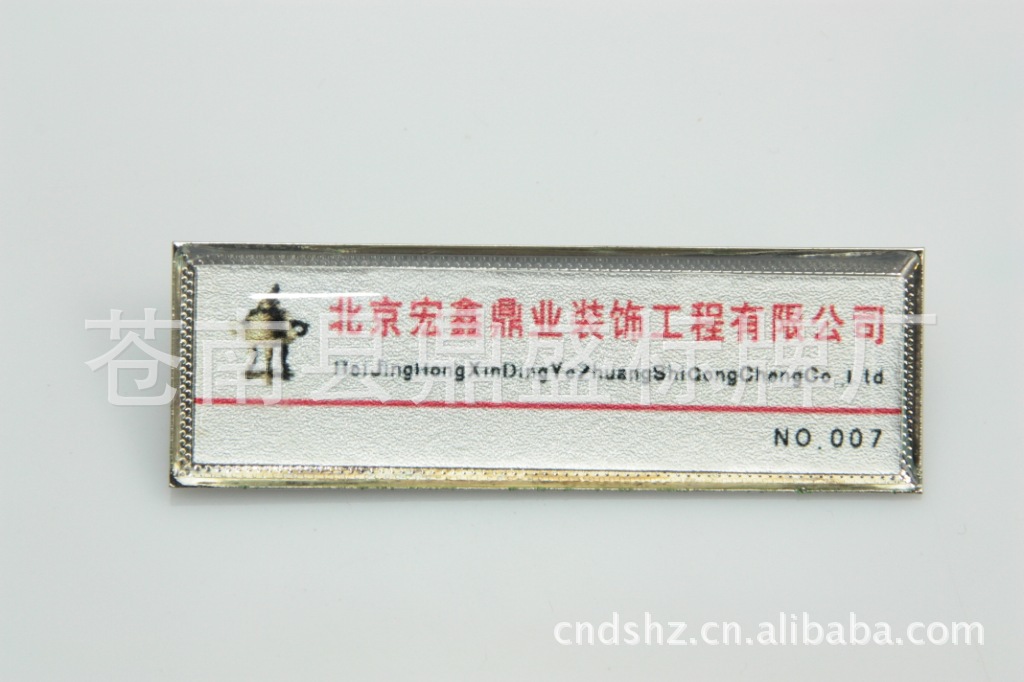 北京宏鑫鼎业装饰工程有限公司
BeiJingHongXinDingYeZhuangShiGongChengCo.,Ltd
NO.007
苍南县鼎盛标牌厂
cndshz.cn.alibaba.com